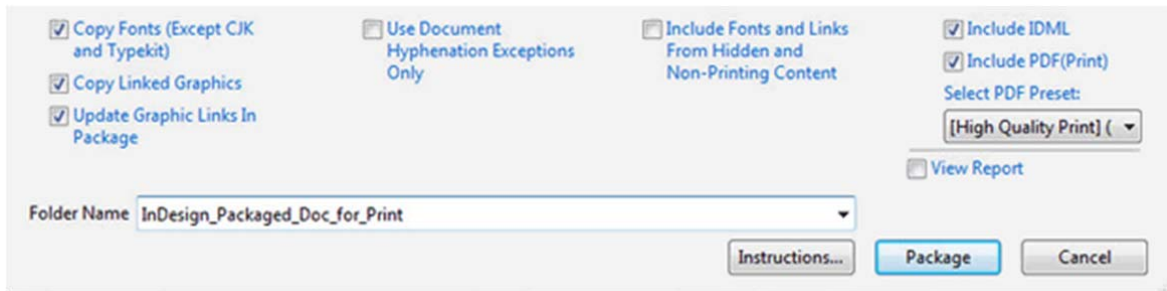 Copy Fonts (Except CJK
and Typekit)
Copy Linked Graphics
Update Graphic Links In
Package
Use Document
Hyphenation Exceptions
Only
Include Fonts and Links
From Hidden and
Non-Printing Content
Include IDML
Include PDF(Print)
Select PDF Preset:
[High Quality Print] (
View Report
Folder Name InDesign_Packaged_Doc_for_Print
Instructions... Package Cancel